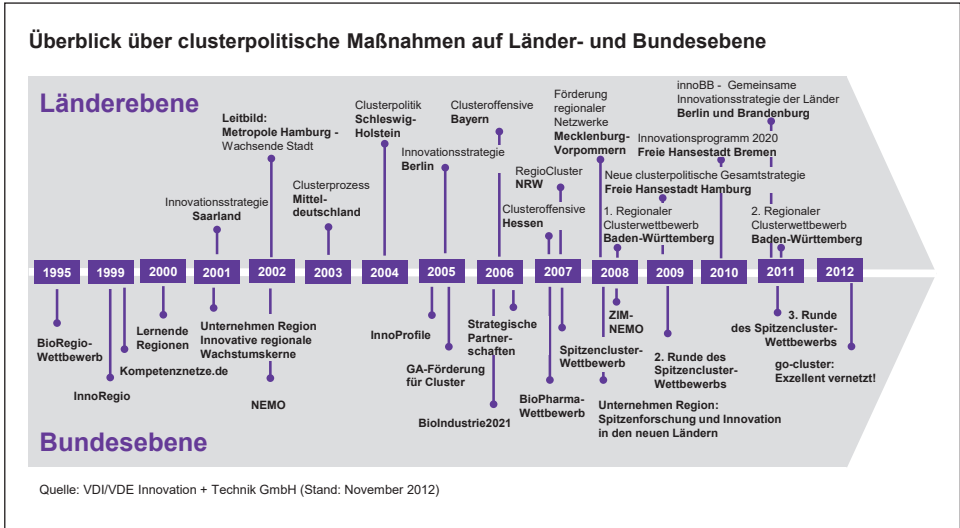 Überblick über clusterpolitische Maßnahmen auf Länder- und Bundesebene
Länderebene
Leitbild:
Metropole Hamburg -
Wachsende Stadt
Innovationsstrategie
Saarland
Clusterprozess
Mittel-
deutschland
Clusterpolitik
Schleswig-
Holstein
Innovationsstrategie
Berlin
Clusteroffensive
Bayern
RegioCluster
NRW
Clusteroffensive
Hessen
Förderung
regionaler
Netzwerke
Mecklenburg-
Vorpommern
1. Regionaler
Clusterwettbewerb
Baden-Württemberg
innoBB - Gemeinsame
Innovationsstrategie der Länder
Berlin und Brandenburg
Innovationsprogramm 2020
Freie Hansestadt Bremen
Neue clusterpolitische Gesamtstrategie
Freie Hansestadt Hamburg
2. Regionaler
Clusterwettbewerb
Baden-Württemberg
1995
1999
2000
2001
2002
2003
2004
2005
2006
2007
2008
2009
2010
2011
2012
BioRegio-
Wettbewerb
InnoRegio
Kompetenznetze.de
Lernende
Regionen
Unternehmen Region
Innovative regionale
Wachstumskerne
NEMO
InnoProfile
GA-Förderung
für Cluster
Strategische
Partner-
schaften
BioIndustrie2021
BioPharma-
Wettbewerb
Spitzencluster-
Wettbewerb
ZIM-
NEMO
Unternehmen Region:
Spitzenforschung und Innovation
in den neuen Ländern
2. Runde des
Spitzencluster-
Wettbewerbs
3. Runde
des Spitzencluster-
Wettbewerbs
go-cluster:
Exzellent vernetzt!
Bundesebene
Quelle: VDI/VDE Innovation + Technik GmbH (Stand: November 2012)